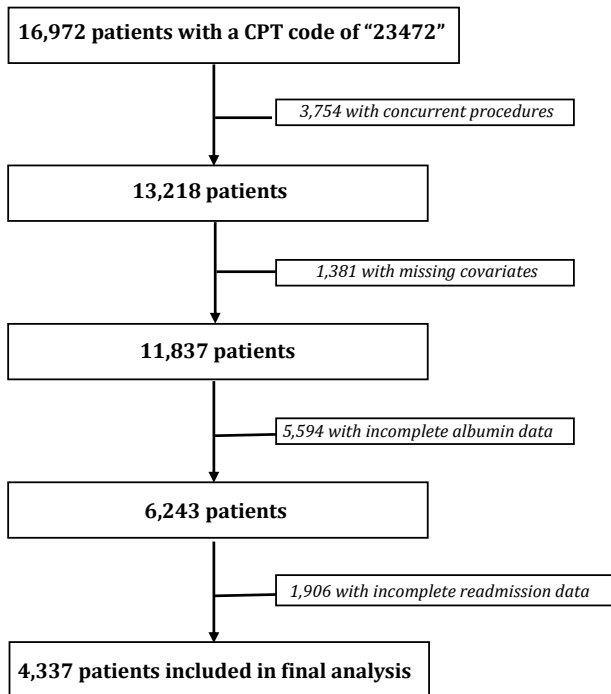 16,972 patients with a CPT code of “23472”
3,754 with concurrent procedures
13,218 patients
1,381 with missing covariates
11,837 patients
5,594 with incomplete albumin data
6,243 patients
1,906 with incomplete readmission data
4,337 patients included in final analysis